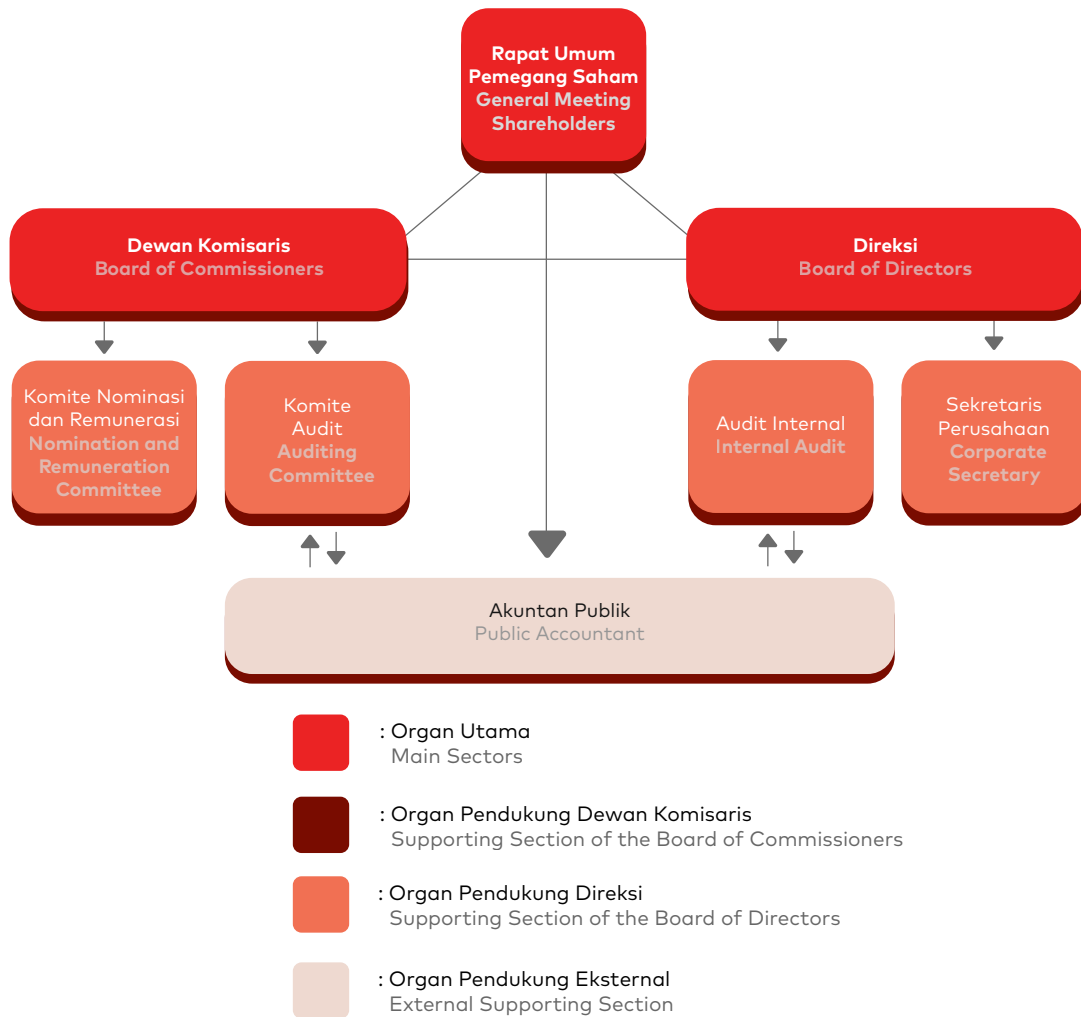 Rapat Umum
Pemegang Saham
General Meeting
Shareholders
Dewan Komisaris
Board of Commissioners
Direksi
Board of Directors
Komite Nominasi
dan Remunerasi
Nomination and
Remuneration
Committee
Komite
Audit
Auditing
Committee
Audit Internal
Internal Audit
Sekretaris
Perusahaan
Corporate
Secretary
Akuntan Publik
Public Accountant
: Organ Utama
Main Sectors
: Organ Pendukung Dewan Komisaris
Supporting Section of the Board of Commissioners
: Organ Pendukung Direksi
Supporting Section of the Board of Directors
: Organ Pendukung Eksternal
External Supporting Section